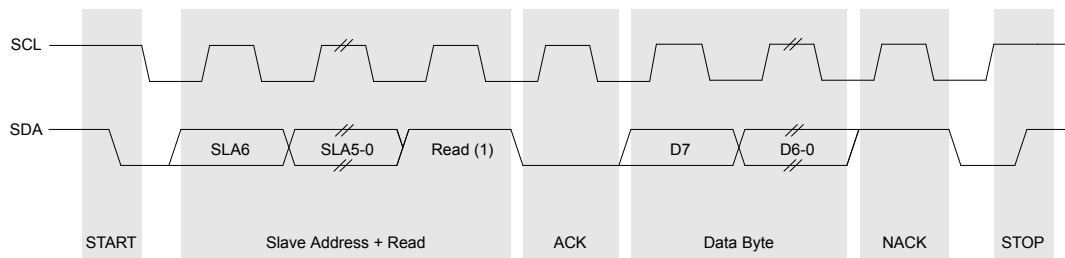 SCL
SDA
SLA6 SLA5-0 Read (1) D7 D6-0
START Slave Address + Read ACK Data Byte NACK STOP